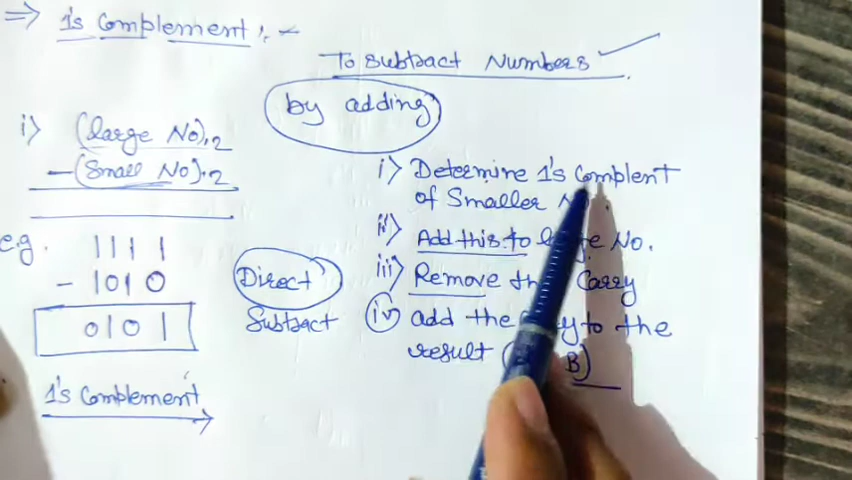 ⇒ 1's Complement :-
To subtract Numbers
by adding
i> (large No).2
- (Small No).2
e.g. 1111
- 1010
0101
1's Complement
Direct
Subtract
i> Determine 1's Complent
of Smaller
ii> Add this to No.
iii> Remove Carry
iv) add the to the
result B)